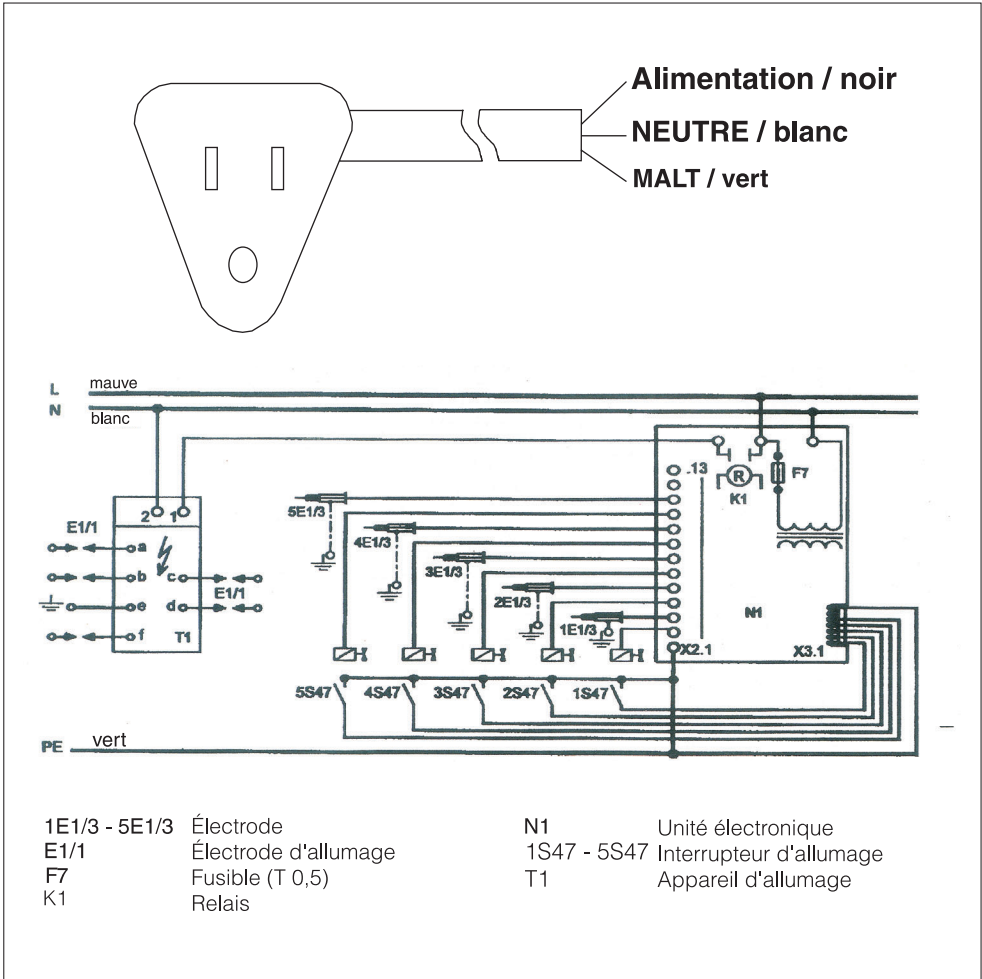 Alimentation / noir
NEUTRE / blanc
MALT / vert
L mauve
N blanc
.13
R
K1
F7
5E1/3
4E1/3
3E1/3
2E1/3
1E1/3
N1
X2.1
X3.1
2 1
E1/1
a
b
c
E1/1
e
d
f
T1
5S47 4S47 3S47 2S47 1S47
PE vert
1E1/3 - 5E1/3 Électrode
E1/1 Électrode d'allumage
F7 Fusible (T 0,5)
K1 Relais
N1 Unité électronique
1S47 - 5S47 Interrupteur d'allumage
T1 Appareil d'allumage